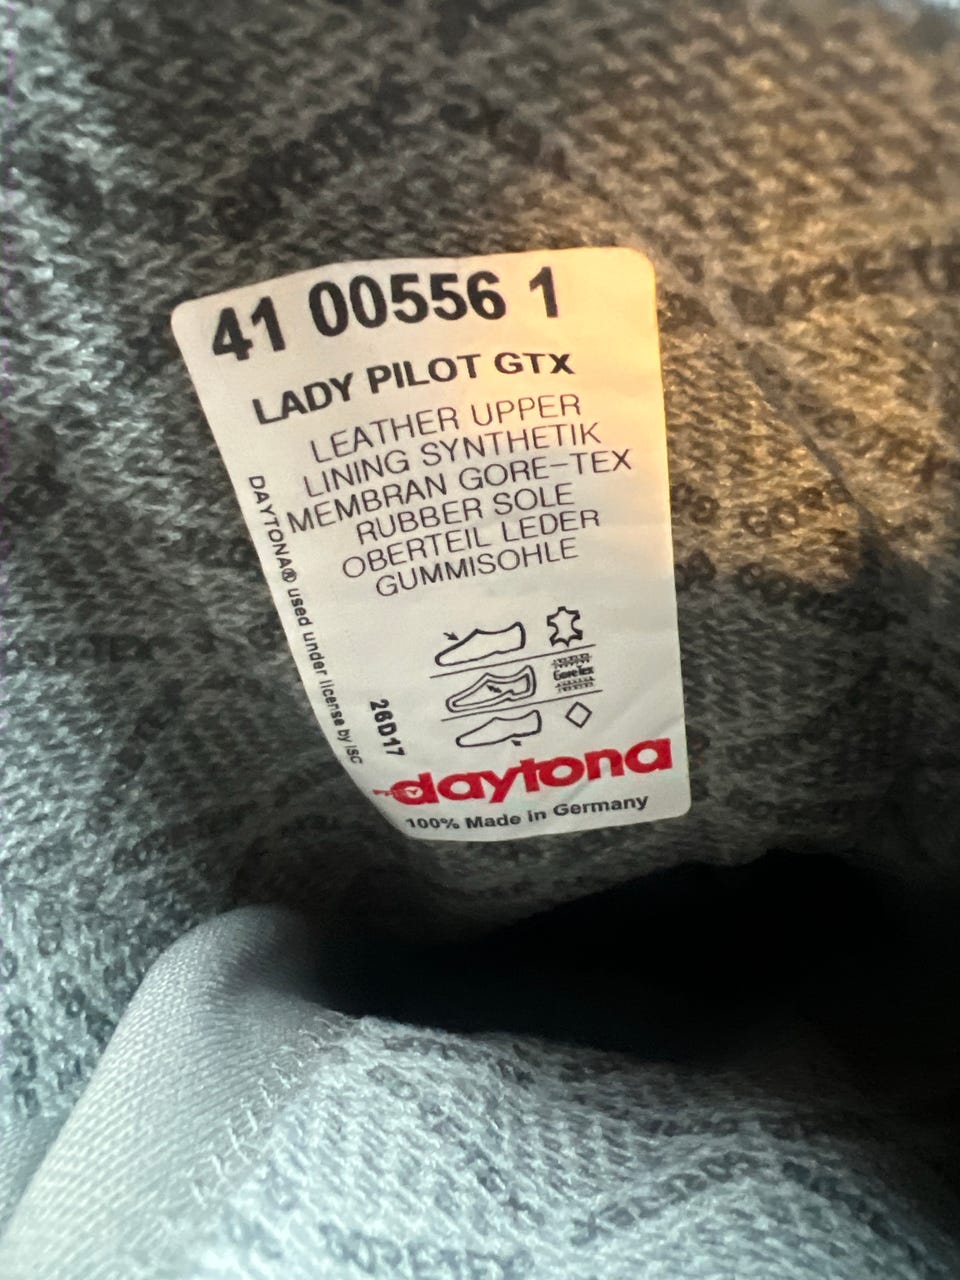 41 00556 1
LADY PILOT GTX
LEATHER UPPER
LINING SYNTHETIK
MEMBRAN GORE-TEX
RUBBER SOLE
OBERTEIL LEDER
GUMMISOHLE
DAYTONA® used under license by ISC
GoreTex
26D17
daytona
100% Made in Germany